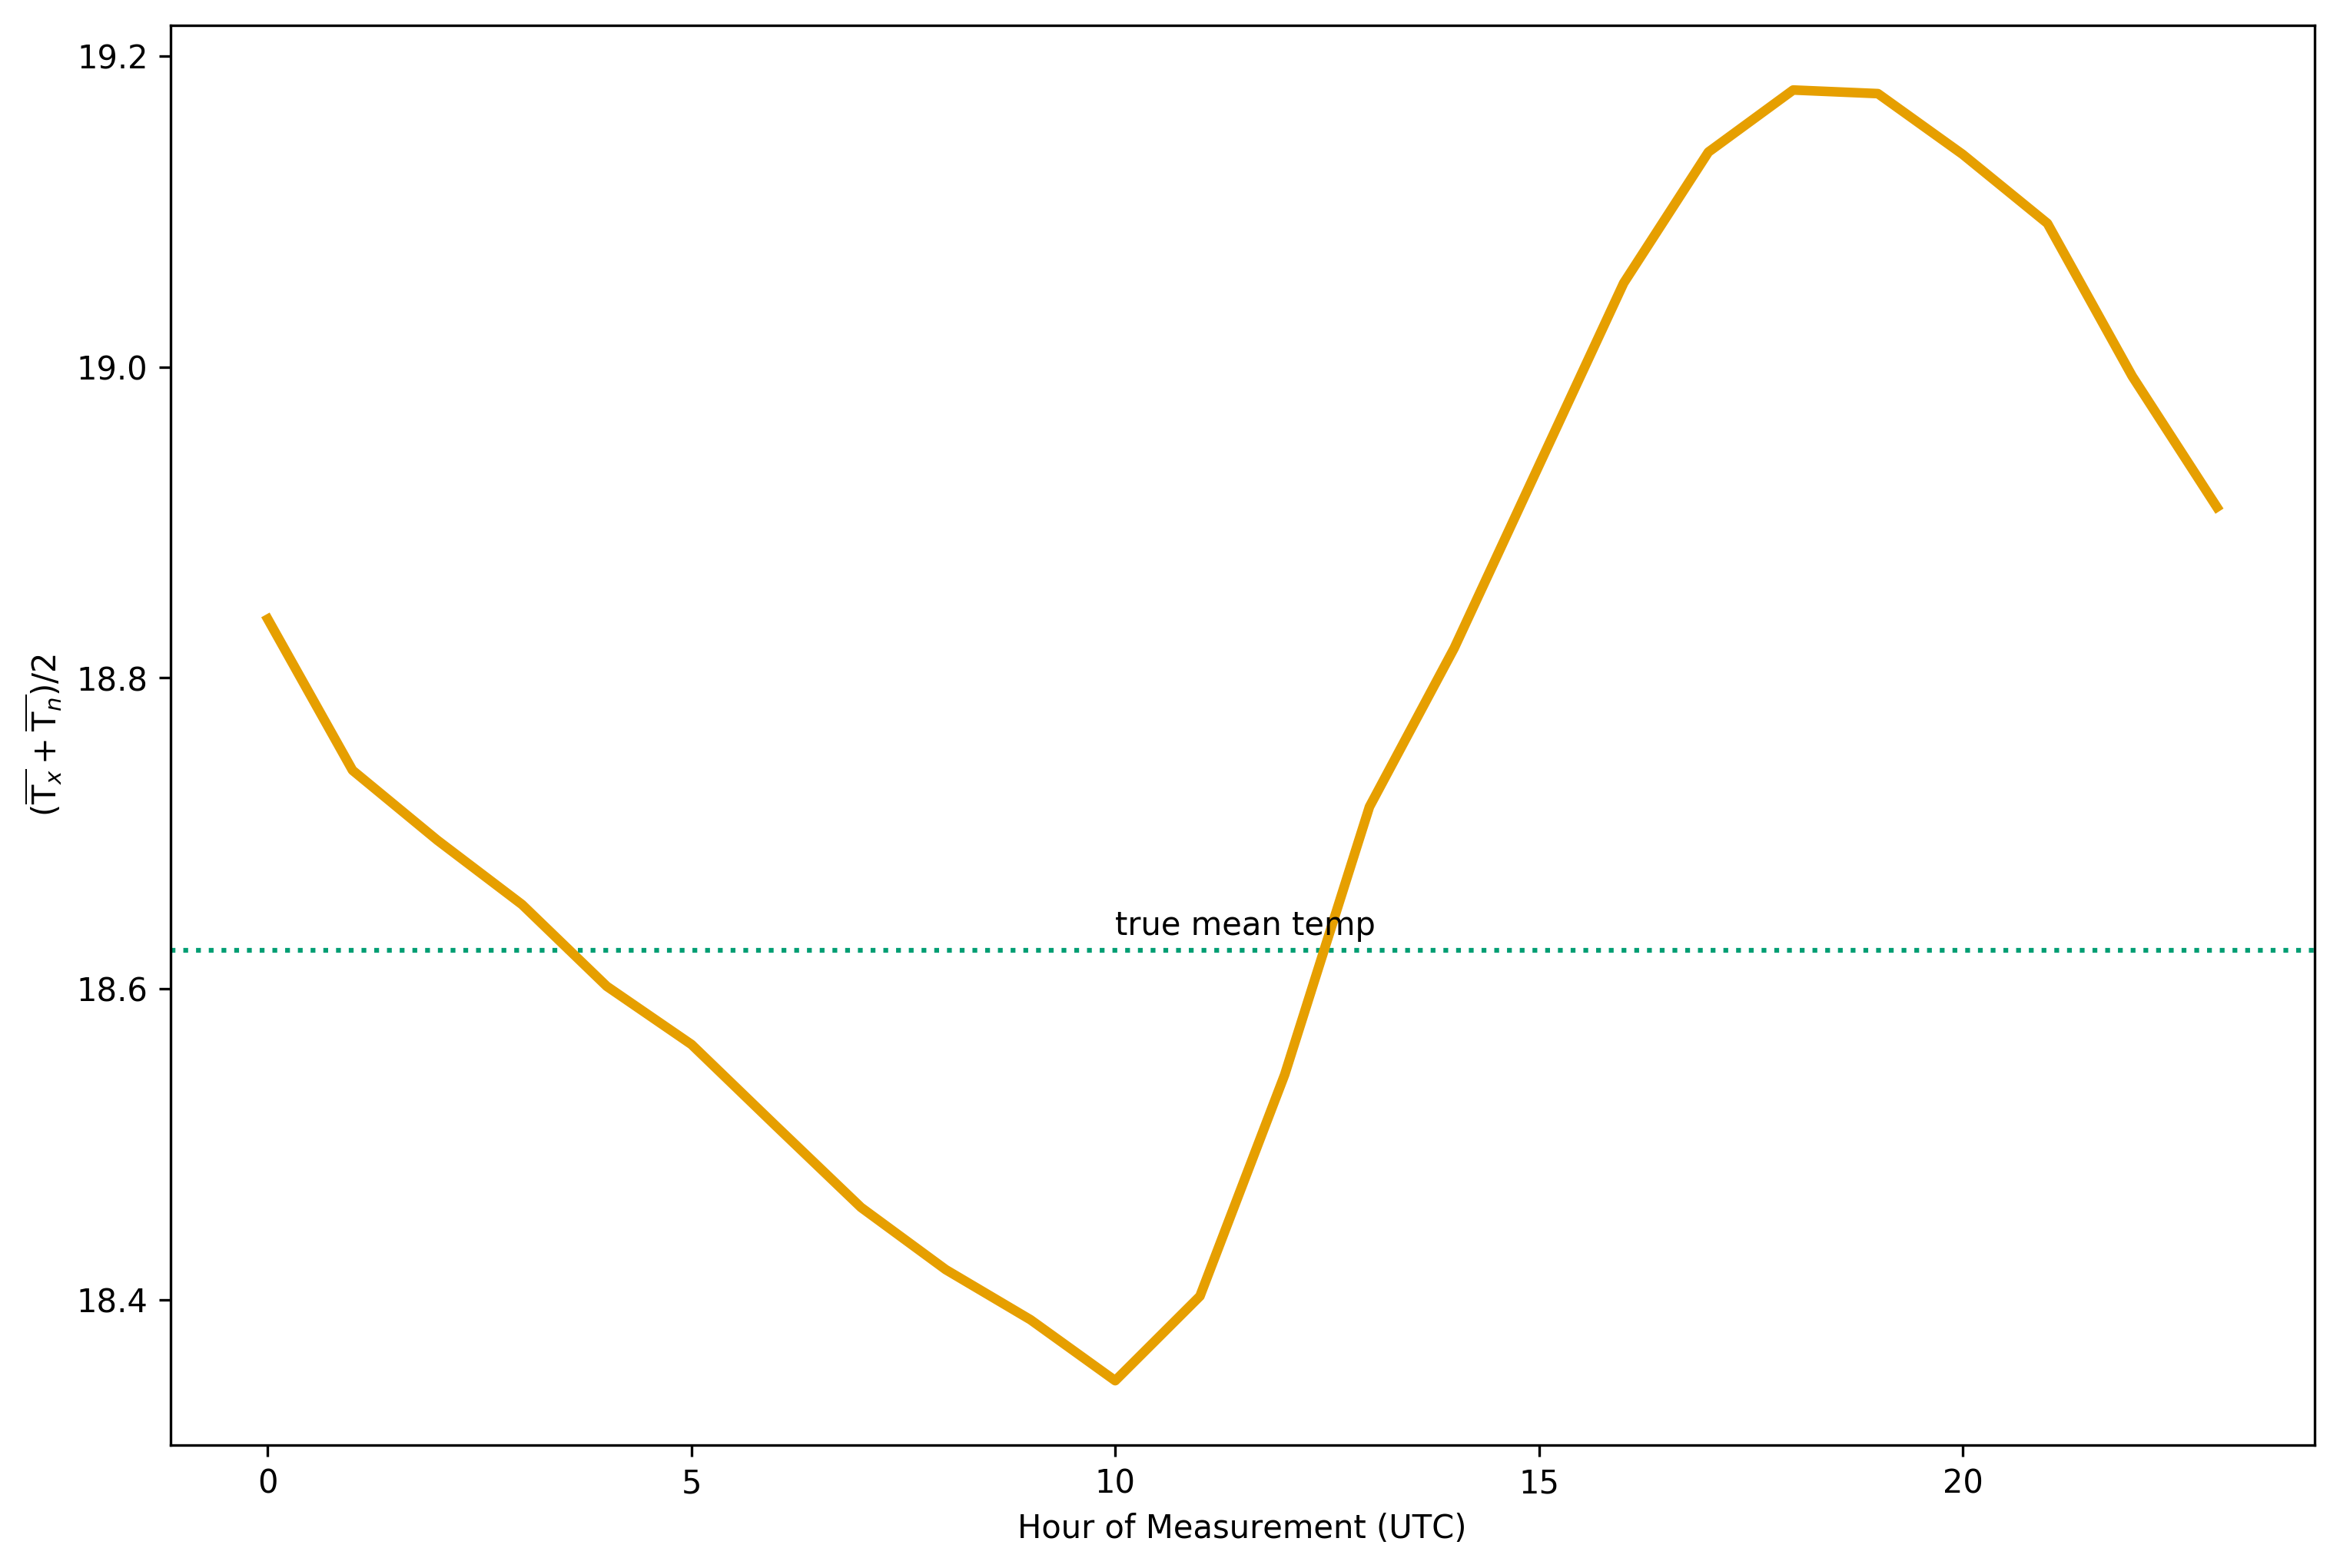 19.2
19.0
18.8
18.6
18.4
(T̅ₓ + T̅ₙ)/2
true mean temp
0 5 10 15 20
Hour of Measurement (UTC)